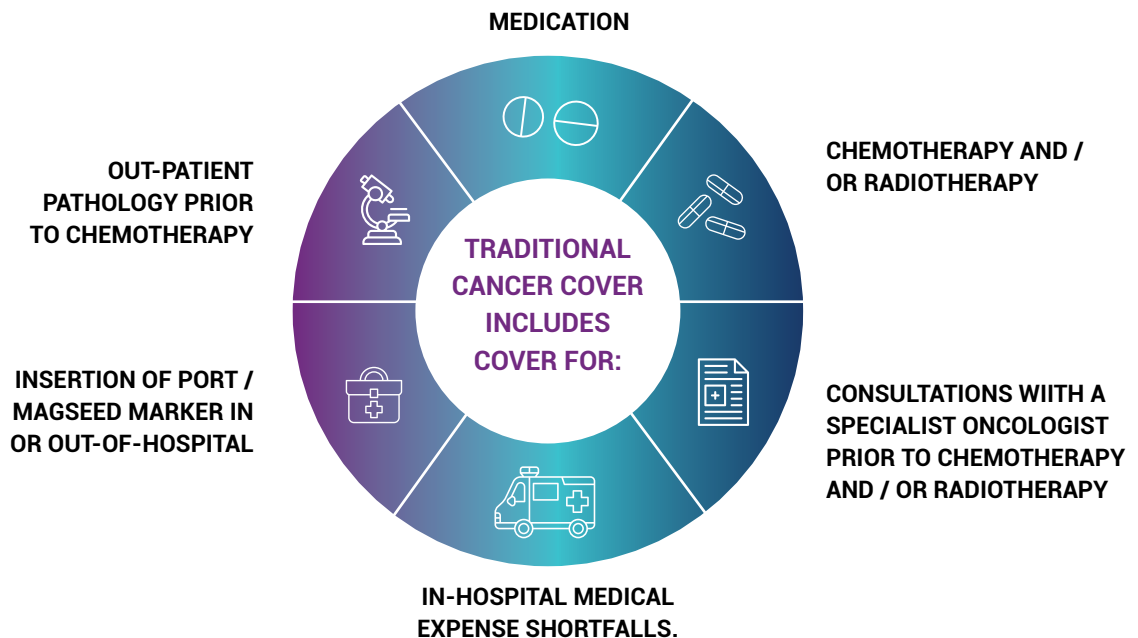 MEDICATION
CHEMOTHERAPY AND /
OR RADIOTHERAPY
CONSULTATIONS WITH A
SPECIALIST ONCOLOGIST
PRIOR TO CHEMOTHERAPY
AND / OR RADIOTHERAPY
IN-HOSPITAL MEDICAL
EXPENSE SHORTFALLS.
INSERTION OF PORT /
MAGSEED MARKER IN
OR OUT-OF-HOSPITAL
OUT-PATIENT
PATHOLOGY PRIOR
TO CHEMOTHERAPY
TRADITIONAL
CANCER COVER
INCLUDES
COVER FOR: